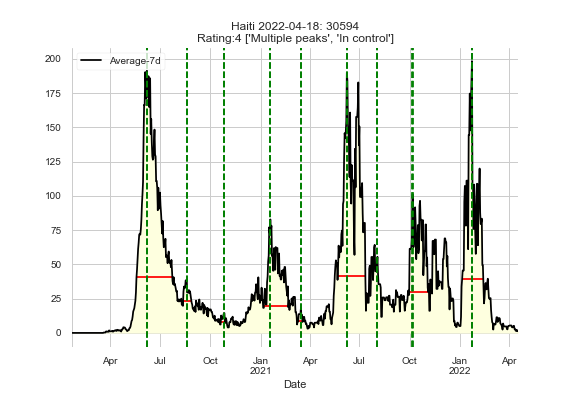 Haiti 2022-04-18: 30594
Rating:4 ['Multiple peaks', 'In control']
Average-7d
200
175
150
125
100
75
50
25
0
Apr
Jul
Oct
Jan
2021
Apr
Jul
Oct
Jan
2022
Apr
Date